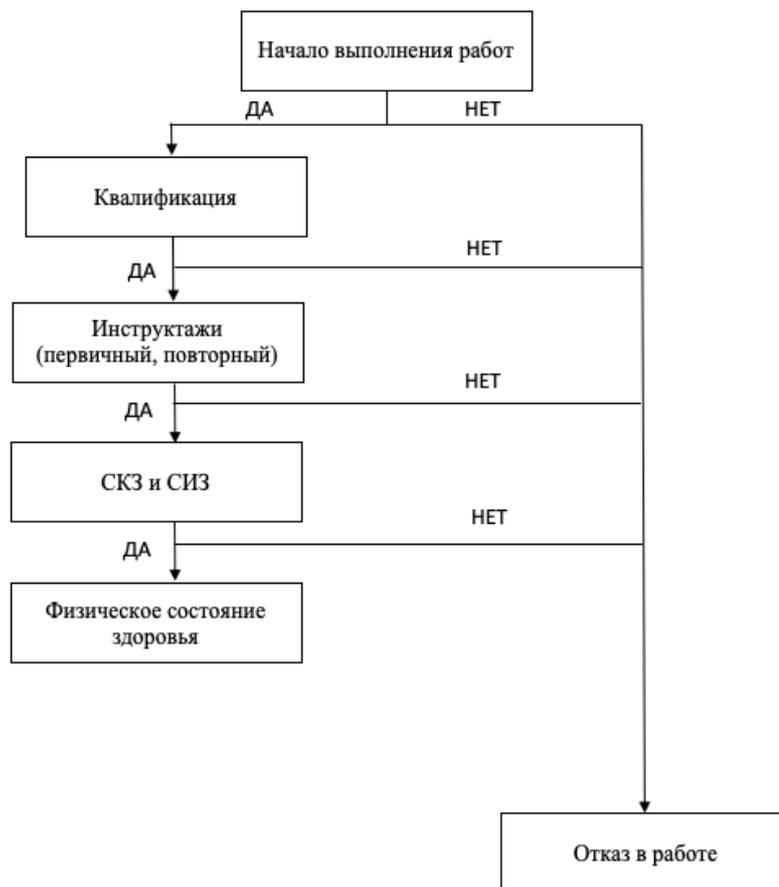 Начало выполнения работ
ДА
НЕТ
Квалификация
НЕТ
ДА
Инструктажи
(первичный, повторный)
НЕТ
ДА
СКЗ и СИЗ
НЕТ
ДА
Физическое состояние
здоровья
Отказ в работе